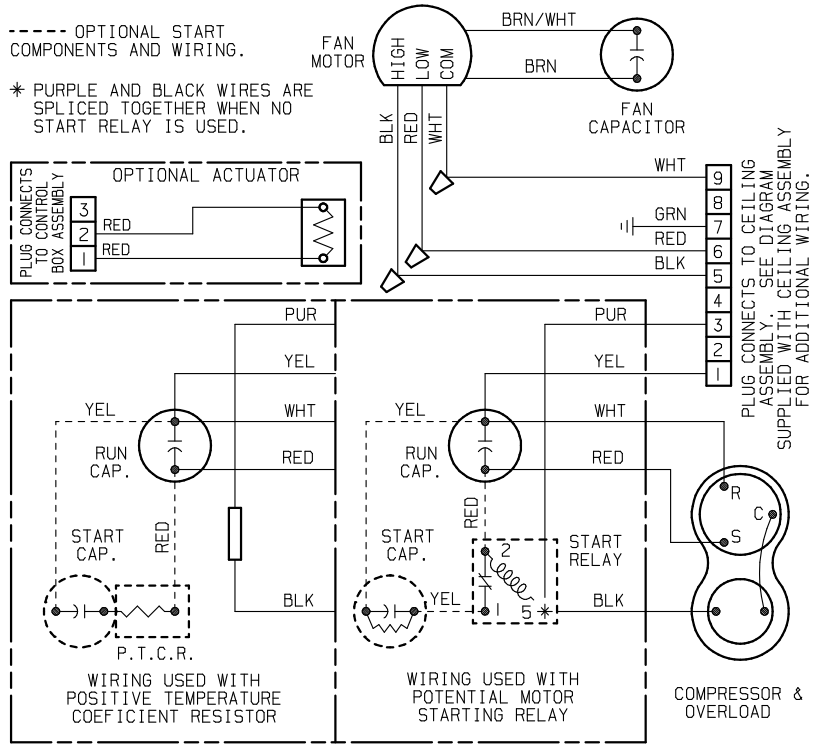 OPTIONAL START
COMPONENTS AND WIRING.
* PURPLE AND BLACK WIRES ARE
SPLICED TOGETHER WHEN NO
START RELAY IS USED.
FAN
MOTOR
HIGH
LOW
COM
BRN/WHT
BRN
FAN
CAPACITOR
BLK
RED
WHT
OPTIONAL ACTUATOR
PLUG CONNECTS
TO CONTROL
BOX ASSEMBLY
3
2
1
RED
RED
WHT
GRN
RED
BLK
9
8
7
6
5
4
3
2
1
PLUG CONNECTS TO CEILING
ASSEMBLY. SEE DIAGRAM
SUPPLIED WITH CEILING ASSEMBLY
FOR ADDITIONAL WIRING.
PUR
YEL
YEL
WHT
RUN
CAP.
RED
START
CAP.
RED
BLK
P.T.C.R.
WIRING USED WITH
POSITIVE TEMPERATURE
COEFICIENT RESISTOR
PUR
YEL
YEL
WHT
RUN
CAP.
RED
START
CAP.
RED
START
RELAY
2
YEL
1
5 *
BLK
WIRING USED WITH
POTENTIAL MOTOR
STARTING RELAY
R
C
S
COMPRESSOR &
OVERLOAD